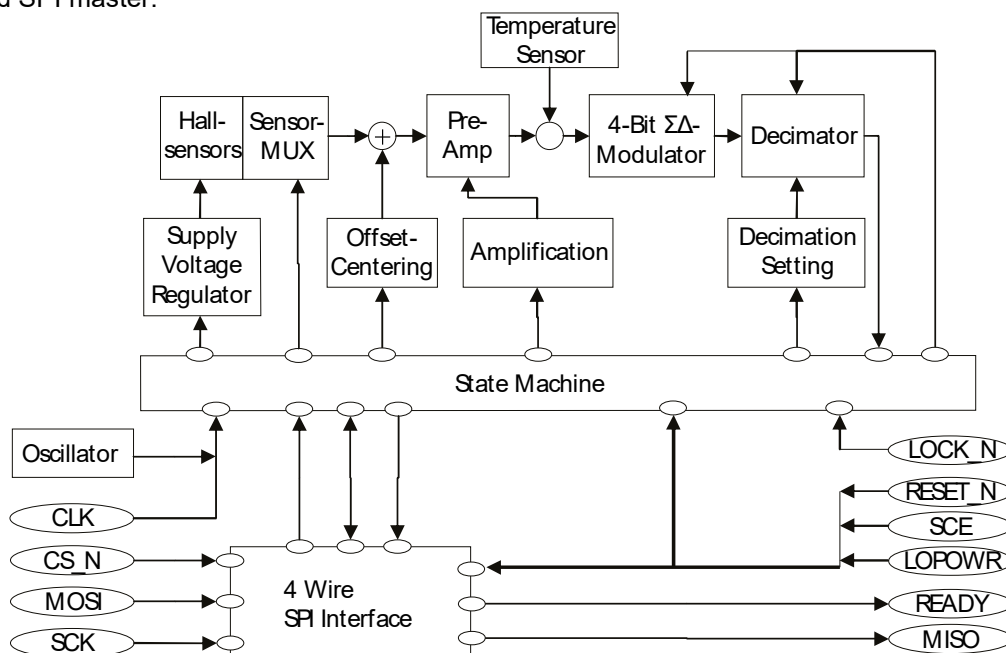 d SPI master.
Temperature
Sensor
Hall-
sensors
Sensor-
MUX
+
Pre-
Amp
4-Bit ΣΔ-
Modulator
Decimator
Supply
Voltage
Regulator
Offset-
Centering
Amplification
Decimation
Setting
State Machine
Oscillator
CLK
CS_N
MOSI
SCK
4 Wire
SPI Interface
LOCK_N
RESET_N
SCE
LOPOWR
READY
MISO